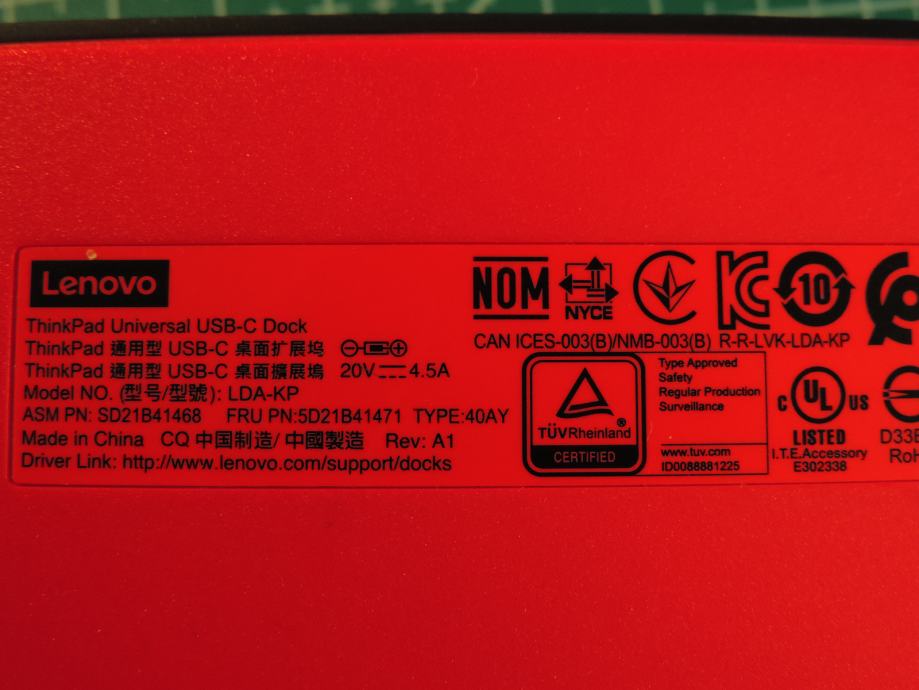 Lenovo
ThinkPad Universal USB-C Dock
ThinkPad 通用型 USB-C 桌面扩展坞
ThinkPad 通用型 USB-C 桌面擴展塢 20V 4.5A
Model NO. (型号/型號): LDA-KP
ASM PN: SD21B41468 FRU PN:5D21B41471 TYPE:40AY
Made in China CQ 中国制造/ 中國製造 Rev: A1
Driver Link: http://www.lenovo.com/support/docks
NOM
NYCE
10
CAN ICES-003(B)/NMB-003(B) R-R-LVK-LDA-KP
TÜVRheinland®
CERTIFIED
Type Approved
Safety
Regular Production
Surveillance
www.tuv.com
ID0088881225
C UL US
LISTED
I.T.E.Accessory
E302338